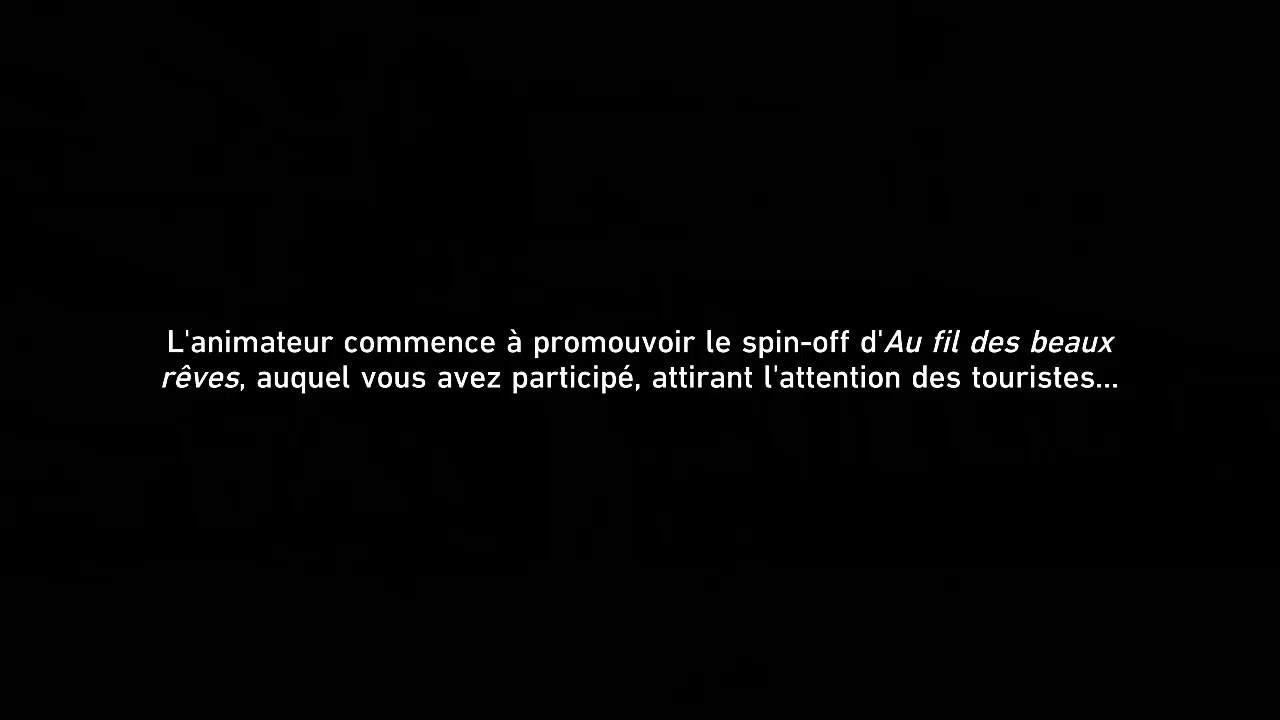 L'animateur commence à promouvoir le spin-off d'Au fil des beaux
rêves, auquel vous avez participé, attirant l'attention des touristes...